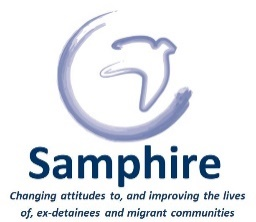 Samphire
Changing attitudes to, and improving the lives
of, ex-detainees and migrant communities